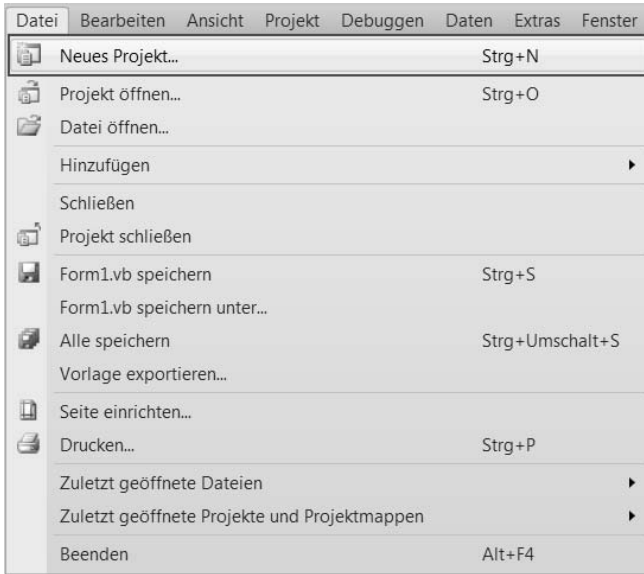 Datei Bearbeiten Ansicht Projekt Debuggen Daten Extras Fenster
Neues Projekt... Strg+N
Projekt öffnen... Strg+O
Datei öffnen...
Hinzufügen
Schließen
Projekt schließen
Form1.vb speichern Strg+S
Form1.vb speichern unter...
Alle speichern Strg+Umschalt+S
Vorlage exportieren...
Seite einrichten...
Drucken... Strg+P
Zuletzt geöffnete Dateien
Zuletzt geöffnete Projekte und Projektmappen
Beenden Alt+F4